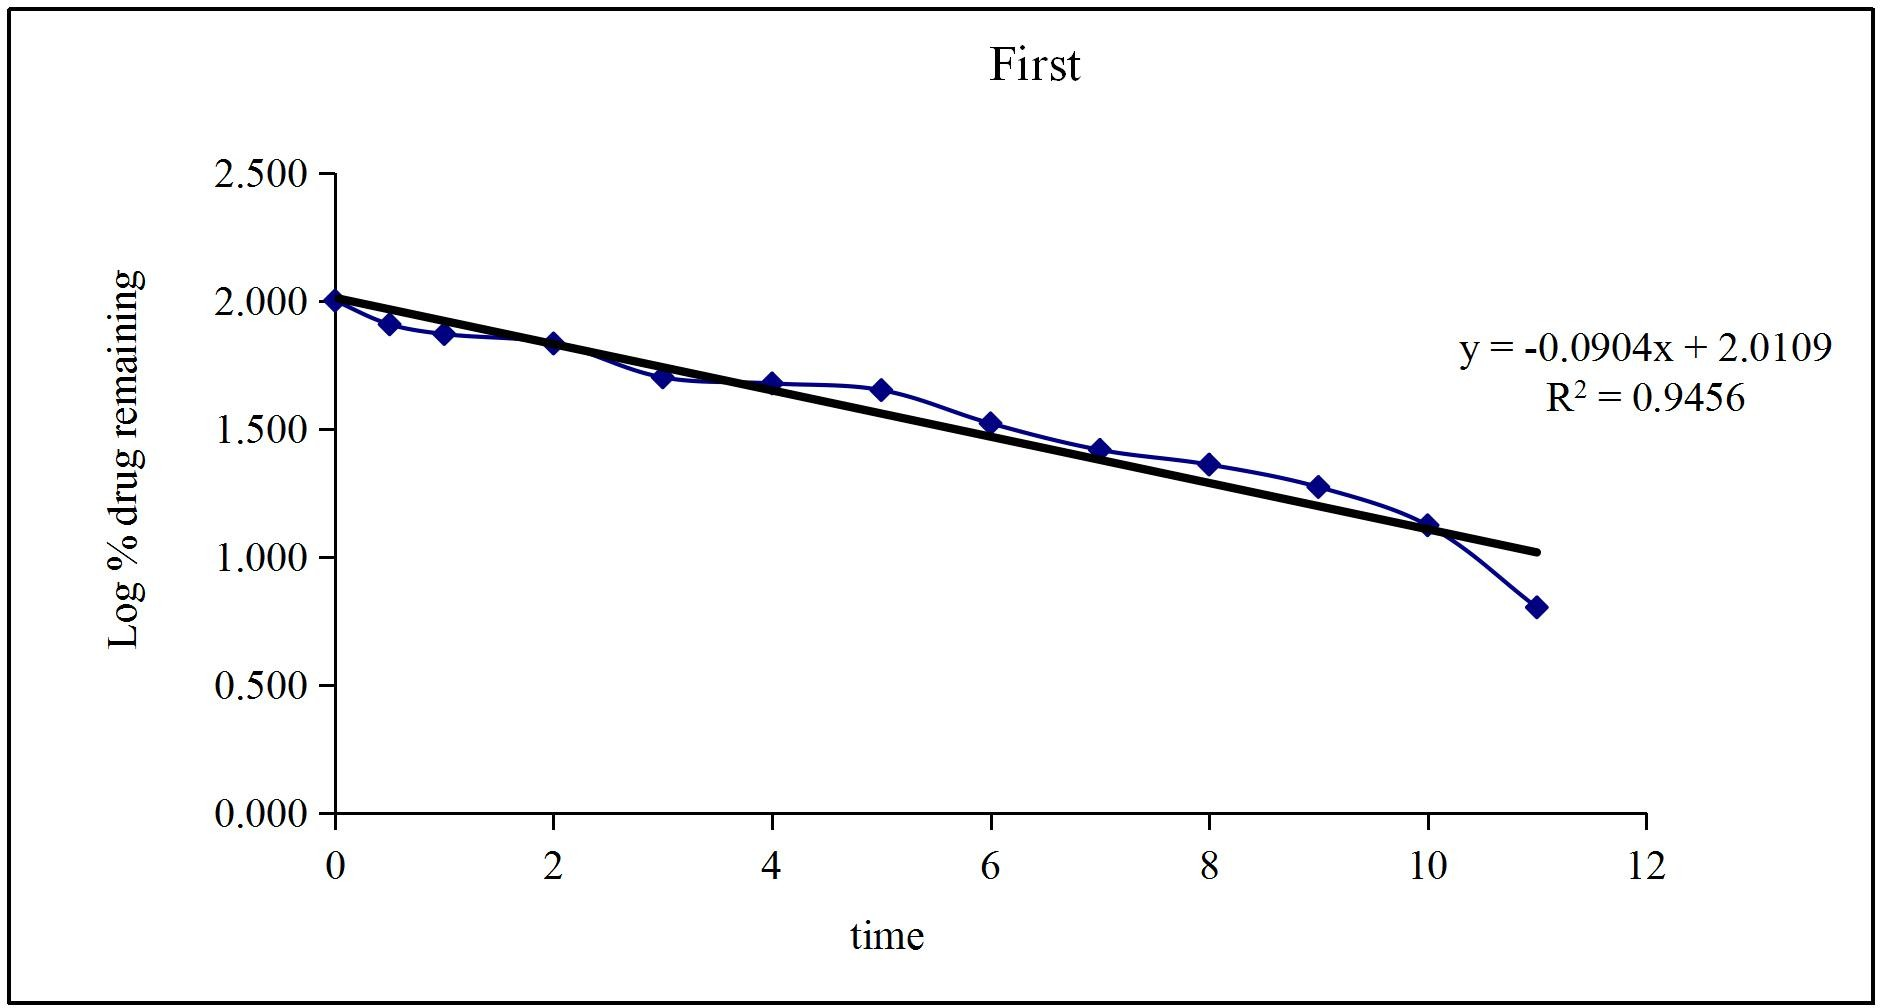 First
2.500
2.000
1.500
1.000
0.500
0.000
Log % drug remaining
y = -0.0904x + 2.0109
R² = 0.9456
0 2 4 6 8 10 12
time